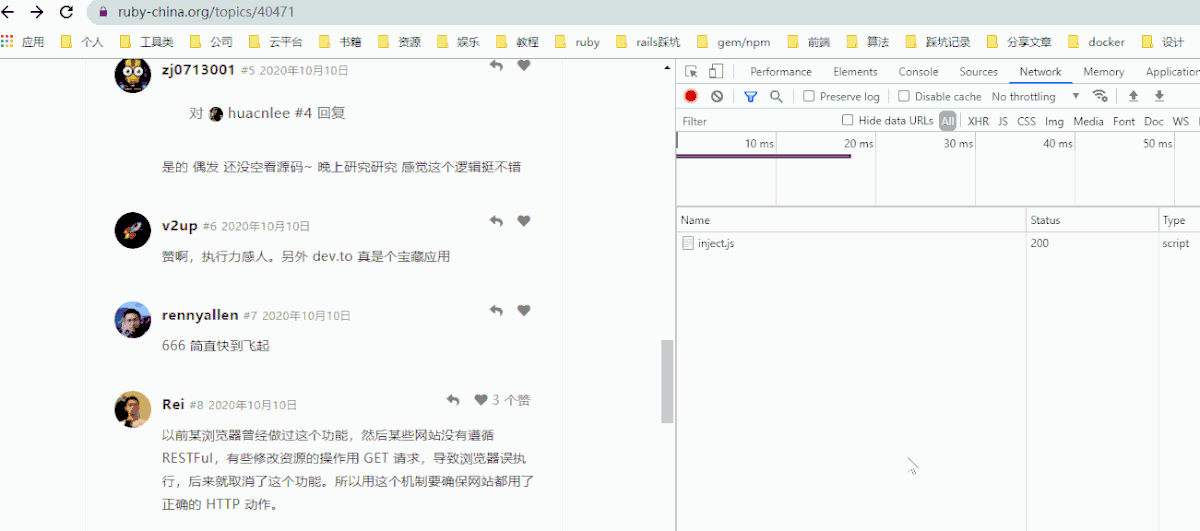 ruby-china.org/topics/40471
应用 个人 工具类 公司 云平台 书籍 资源 娱乐 教程 ruby rails踩坑 gem/npm 前端 算法 踩坑记录 分享文章 docker 设计
zj0713001 #5 2020年10月10日
对 huacnlee #4 回复
是的 偶发 还没空看源码~ 晚上研究研究 感觉这个逻辑挺不错
v2up #6 2020年10月10日
赞啊，执行力感人。另外 dev.to 真是个宝藏应用
rennyallen #7 2020年10月10日
666 简直快到飞起
Rei #8 2020年10月10日 3 个赞
以前某浏览器曾经做过这个功能，然后某些网站没有遵循
RESTFul，有些修改资源的操作用 GET 请求，导致浏览器误执
行，后来就取消了这个功能。所以用这个机制要确保网站都用了
正确的 HTTP 动作。
Performance Elements Console Sources Network Memory Application
Preserve log Disable cache No throttling
Filter Hide data URLs All XHR JS CSS Img Media Font Doc WS
10 ms 20 ms 30 ms 40 ms 50 ms
Name Status Type
inject.js 200 script